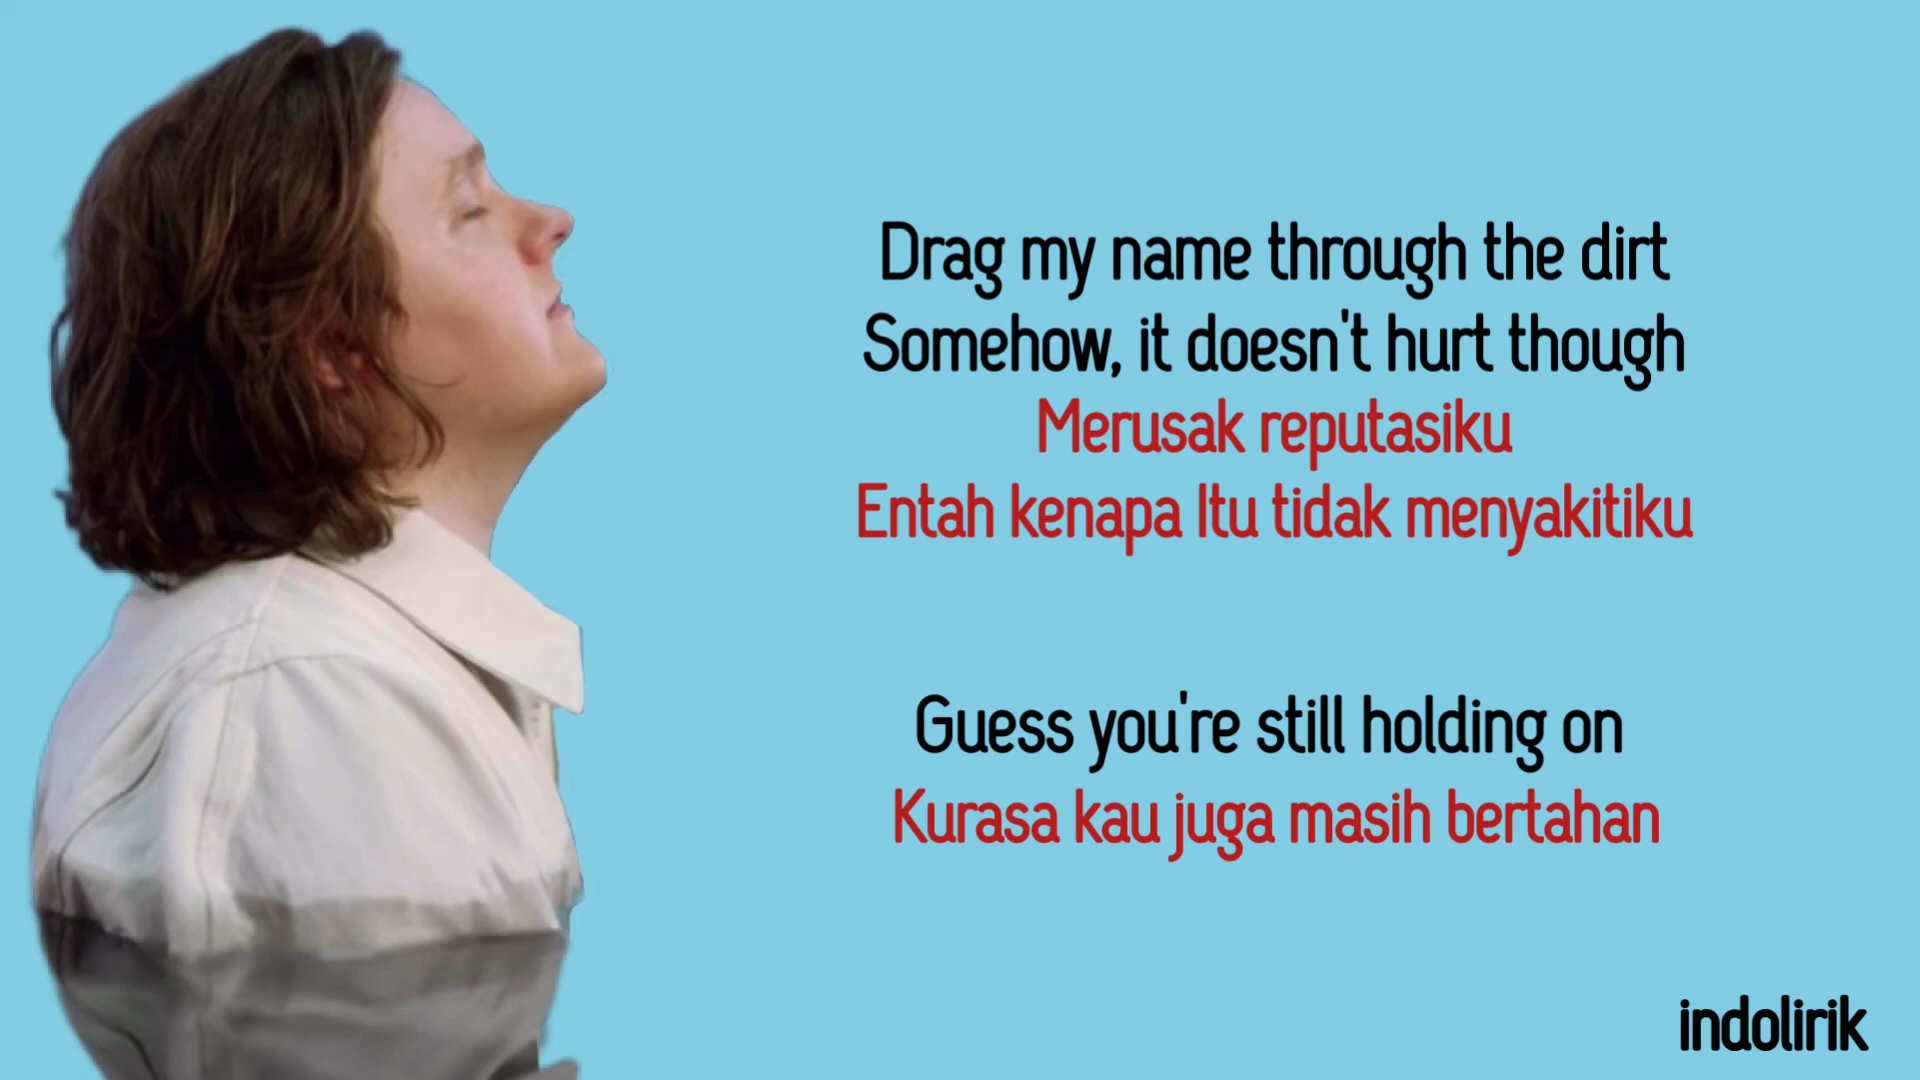 Drag my name through the dirt
Somehow, it doesn't hurt though
Merusak reputasiku
Entah kenapa Itu tidak menyakitiku
Guess you're still holding on
Kurasa kau juga masih bertahan
indolirik